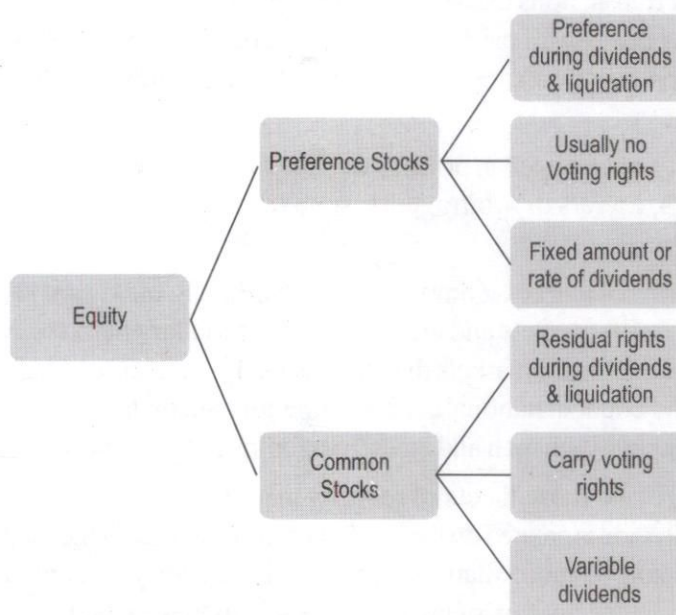 Equity
Preference Stocks
Preference
during dividends
& liquidation
Usually no
Voting rights
Fixed amount or
rate of dividends
Common
Stocks
Residual rights
during dividends
& liquidation
Carry voting
rights
Variable
dividends